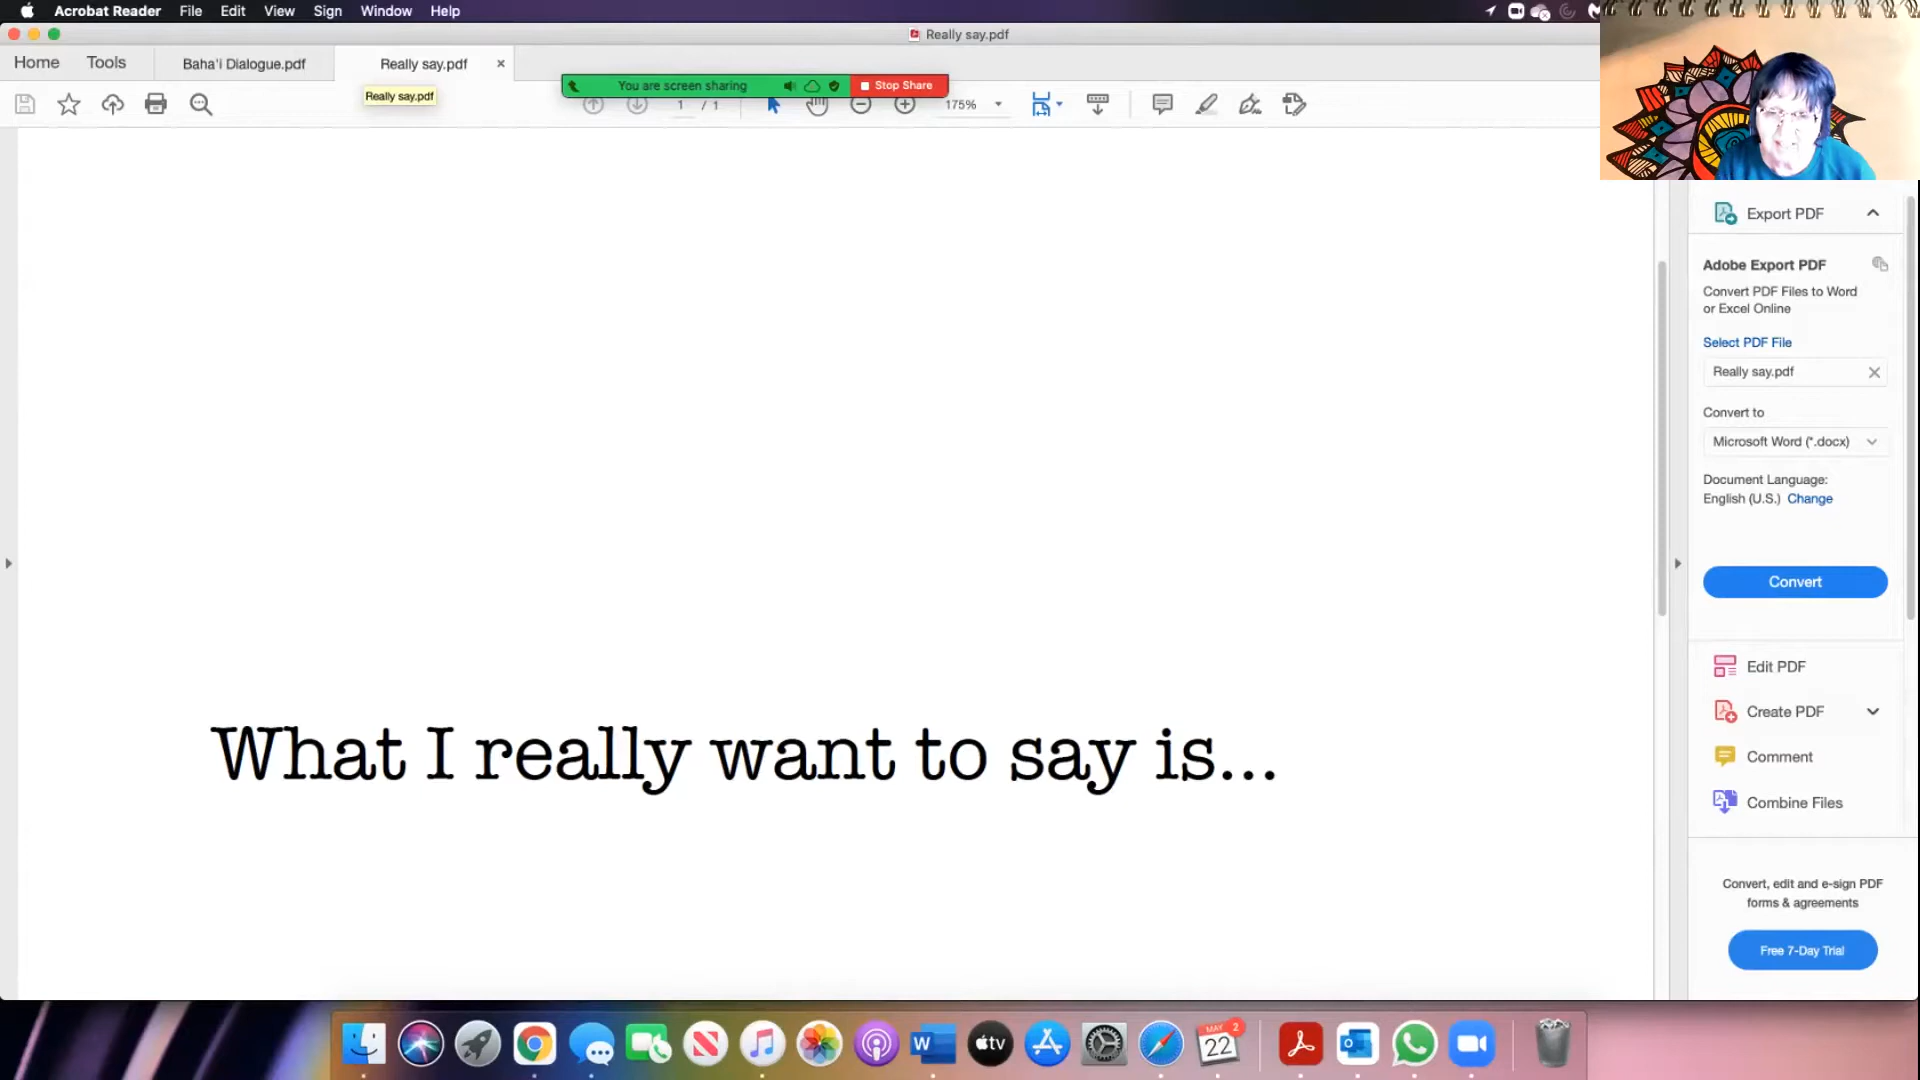 Acrobat Reader File Edit View Sign Window Help
Really say.pdf
Home Tools Baha'i Dialogue.pdf Really say.pdf ×
You are screen sharing Stop Share
Really say.pdf
1 / 1 175%
Export PDF
Adobe Export PDF
Convert PDF Files to Word
or Excel Online
Select PDF File
Really say.pdf
Convert to
Microsoft Word (*.docx)
Document Language:
English (U.S.) Change
Convert
What I really want to say is...
Edit PDF
Create PDF
Comment
Combine Files
Convert, edit and e-sign PDF
forms & agreements
Free 7-Day Trial
W tv MAY 2
22